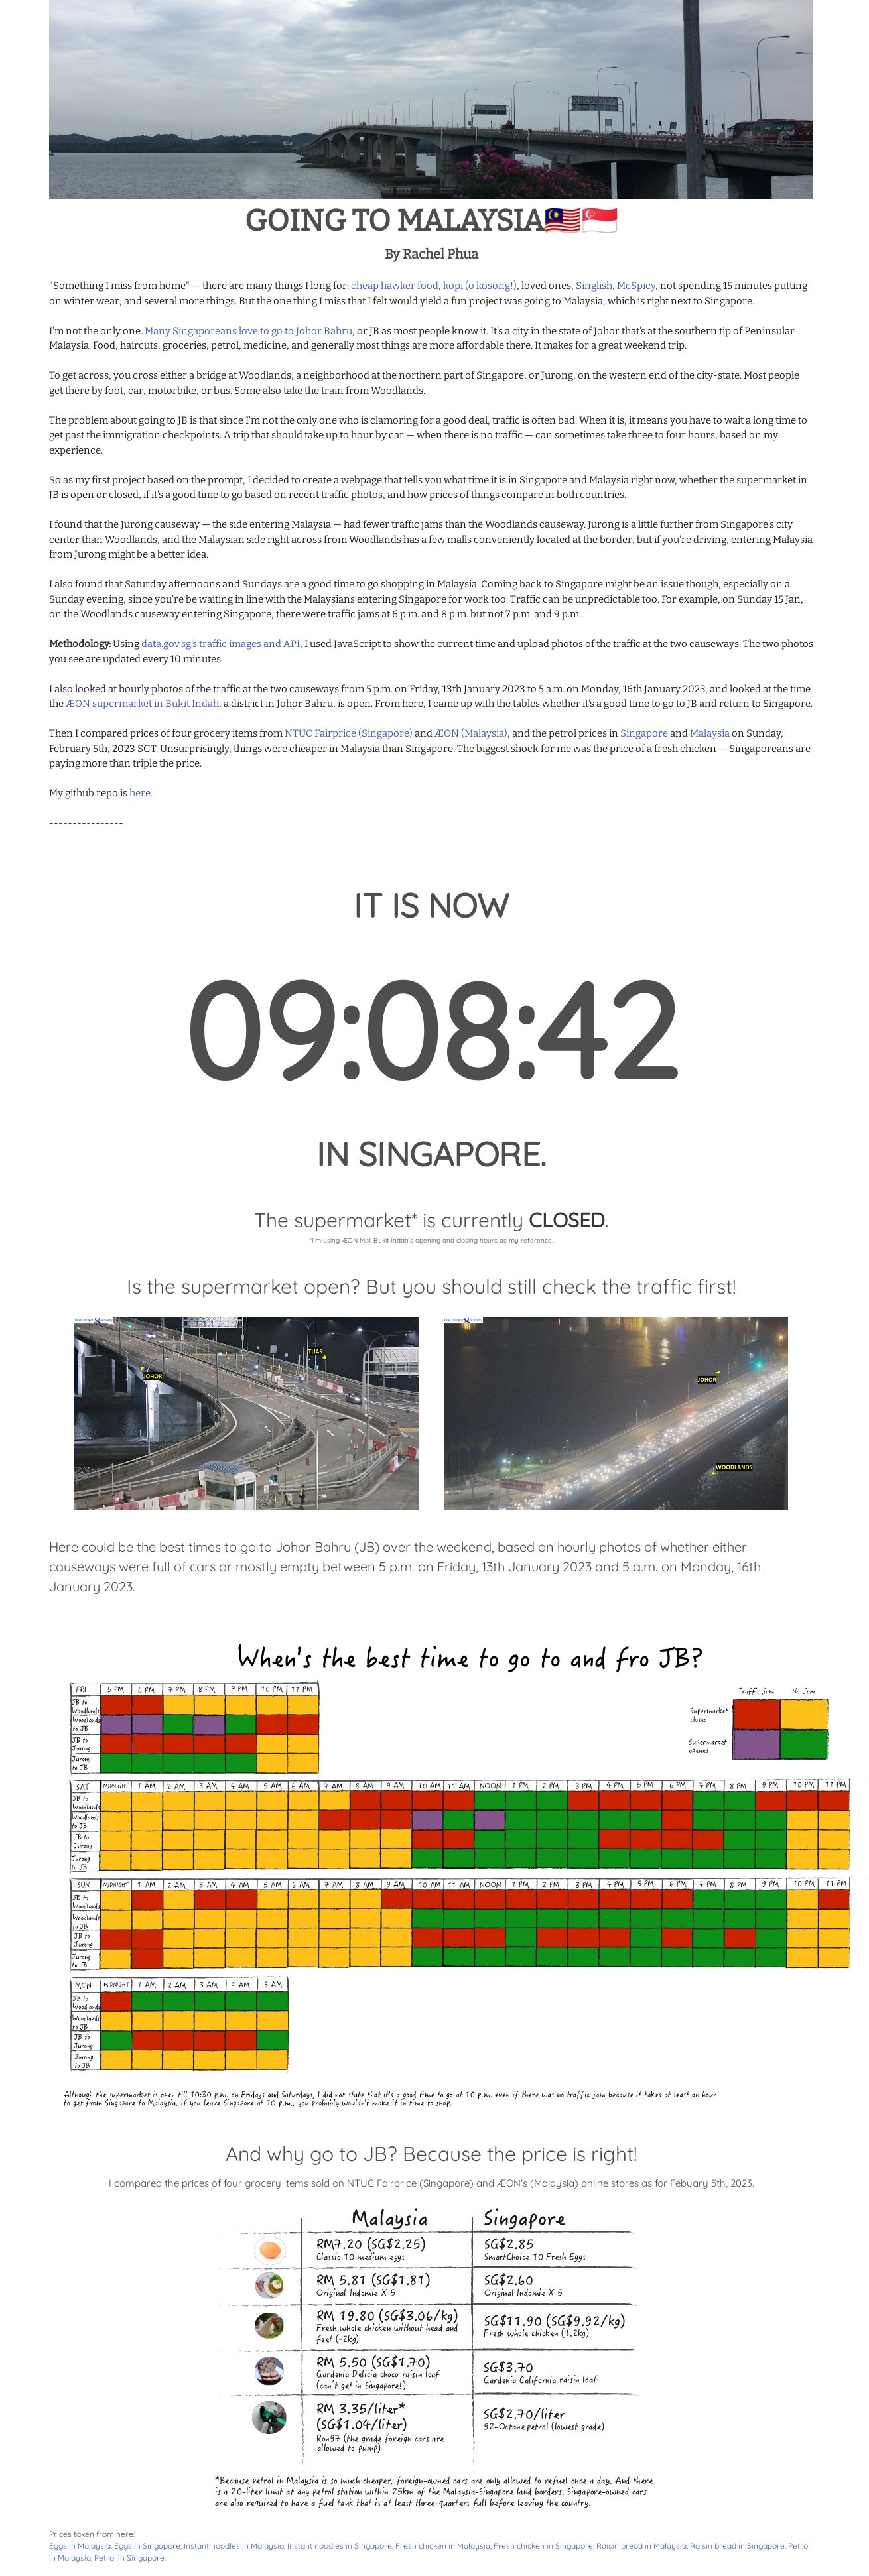 GOING TO MALAYSIA🇲🇾🇸🇬
By Rachel Phua
"Something I miss from home" — there are many things I long for: cheap hawker food, kopi (o kosong!), loved ones, Singlish, McSpicy, not spending 15 minutes putting
on winter wear, and several more things. But the one thing I miss that I felt would yield a fun project was going to Malaysia, which is right next to Singapore.
I'm not the only one. Many Singaporeans love to go to Johor Bahru, or JB as most people know it. It's a city in the state of Johor that's at the southern tip of Peninsular
Malaysia. Food, haircuts, groceries, petrol, medicine, and generally most things are more affordable there. It makes for a great weekend trip.
To get across, you cross either a bridge at Woodlands, a neighborhood at the northern part of Singapore, or Jurong, on the western end of the city-state. Most people
get there by foot, car, motorbike, or bus. Some also take the train from Woodlands.
The problem about going to JB is that since I'm not the only one who is clamoring for a good deal, traffic is often bad. When it is, it means you have to wait a long time to
get past the immigration checkpoints. A trip that should take up to hour by car — when there is no traffic — can sometimes take three to four hours, based on my
experience.
So as my first project based on the prompt, I decided to create a webpage that tells you what time it is in Singapore and Malaysia right now, whether the supermarket in
JB is open or closed, if it's a good time to go based on recent traffic photos, and how prices of things compare in both countries.
I found that the Jurong causeway — the side entering Malaysia — had fewer traffic jams than the Woodlands causeway. Jurong is a little further from Singapore's city
center than Woodlands, and the Malaysian side right across from Woodlands has a few malls conveniently located at the border, but if you're driving, entering Malaysia
from Jurong might be a better idea.
I also found that Saturday afternoons and Sundays are a good time to go shopping in Malaysia. Coming back to Singapore might be an issue though, especially on a
Sunday evening, since you're be waiting in line with the Malaysians entering Singapore for work too. Traffic can be unpredictable too. For example, on Sunday 15 Jan,
on the Woodlands causeway entering Singapore, there were traffic jams at 6 p.m. and 8 p.m. but not 7 p.m. and 9 p.m.
Methodology: Using data.gov.sg's traffic images and API, I used JavaScript to show the current time and upload photos of the traffic at the two causeways. The two photos
you see are updated every 10 minutes.
I also looked at hourly photos of the traffic at the two causeways from 5 p.m. on Friday, 13th January 2023 to 5 a.m. on Monday, 16th January 2023, and looked at the time
the ÆON supermarket in Bukit Indah, a district in Johor Bahru, is open. From here, I came up with the tables whether it's a good time to go to JB and return to Singapore.
Then I compared prices of four grocery items from NTUC Fairprice (Singapore) and ÆON (Malaysia), and the petrol prices in Singapore and Malaysia on Sunday,
February 5th, 2023 SGT. Unsurprisingly, things were cheaper in Malaysia than Singapore. The biggest shock for me was the price of a fresh chicken — Singaporeans are
paying more than triple the price.
My github repo is here.
----------------
IT IS NOW
09:08:42
IN SINGAPORE.
The supermarket* is currently CLOSED.
*I'm using ÆON Mall Bukit Indah's opening and closing hours as my reference.
Is the supermarket open? But you should still check the traffic first!
JOHOR
TUAS
JOHOR
WOODLANDS
Here could be the best times to go to Johor Bahru (JB) over the weekend, based on hourly photos of whether either
causeways were full of cars or mostly empty between 5 p.m. on Friday, 13th January 2023 and 5 a.m. on Monday, 16th
January 2023.
When's the best time to go to and fro JB?
Traffic jam No Jam
Supermarket closed
Supermarket opened
FRI 5 PM 6 PM 7 PM 8 PM 9 PM 10 PM 11 PM
JB to Woodlands
Woodlands to JB
JB to Jurong
Jurong to JB
SAT MIDNIGHT 1 AM 2 AM 3 AM 4 AM 5 AM 6 AM 7 AM 8 AM 9 AM 10 AM 11 AM NOON 1 PM 2 PM 3 PM 4 PM 5 PM 6 PM 7 PM 8 PM 9 PM 10 PM 11 PM
JB to Woodlands
Woodlands to JB
JB to Jurong
Jurong to JB
SUN MIDNIGHT 1 AM 2 AM 3 AM 4 AM 5 AM 6 AM 7 AM 8 AM 9 AM 10 AM 11 AM NOON 1 PM 2 PM 3 PM 4 PM 5 PM 6 PM 7 PM 8 PM 9 PM 10 PM 11 PM
JB to Woodlands
Woodlands to JB
JB to Jurong
Jurong to JB
MON MIDNIGHT 1 AM 2 AM 3 AM 4 AM 5 AM
JB to Woodlands
Woodlands to JB
JB to Jurong
Jurong to JB
Although the supermarket is open till 10:30 p.m. on Fridays and Saturdays, I did not state that it's a good time to go at 10 p.m. even if there was no traffic jam because it takes at least an hour
to get from Singapore to Malaysia. If you leave Singapore at 10 p.m., you probably wouldn't make it in time to shop.
And why go to JB? Because the price is right!
I compared the prices of four grocery items sold on NTUC Fairprice (Singapore) and ÆON's (Malaysia) online stores as for Febuary 5th, 2023.
Malaysia Singapore
RM7.20 (SG$2.25)
Classic 10 medium eggs
SG$2.85
SmartChoice 10 Fresh Eggs
RM 5.81 (SG$1.81)
Original Indomie X 5
SG$2.60
Original Indomie X 5
RM 19.80 (SG$3.06/kg)
Fresh whole chicken without head and
feet (~2kg)
SG$11.90 (SG$9.92/kg)
Fresh whole chicken (1.2kg)
RM 5.50 (SG$1.70)
Gardenia Delicia choco raisin loaf
(can't get in Singapore!)
SG$3.70
Gardenia California raisin loaf
RM 3.35/liter*
(SG$1.04/liter)
Ron97 (the grade foreign cars are
allowed to pump)
SG$2.70/liter
92-Octane petrol (lowest grade)
*Because petrol in Malaysia is so much cheaper, foreign-owned cars are only allowed to refuel once a day. And there
is a 20-liter limit at any petrol station within 25km of the Malaysia-Singapore land borders. Singapore-owned cars
are also required to have a fuel tank that is at least three-quarters full before leaving the country.
Prices taken from here:
Eggs in Malaysia, Eggs in Singapore, Instant noodles in Malaysia, Instant noodles in Singapore, Fresh chicken in Malaysia, Fresh chicken in Singapore, Raisin bread in Malaysia, Raisin bread in Singapore, Petrol
in Malaysia, Petrol in Singapore.